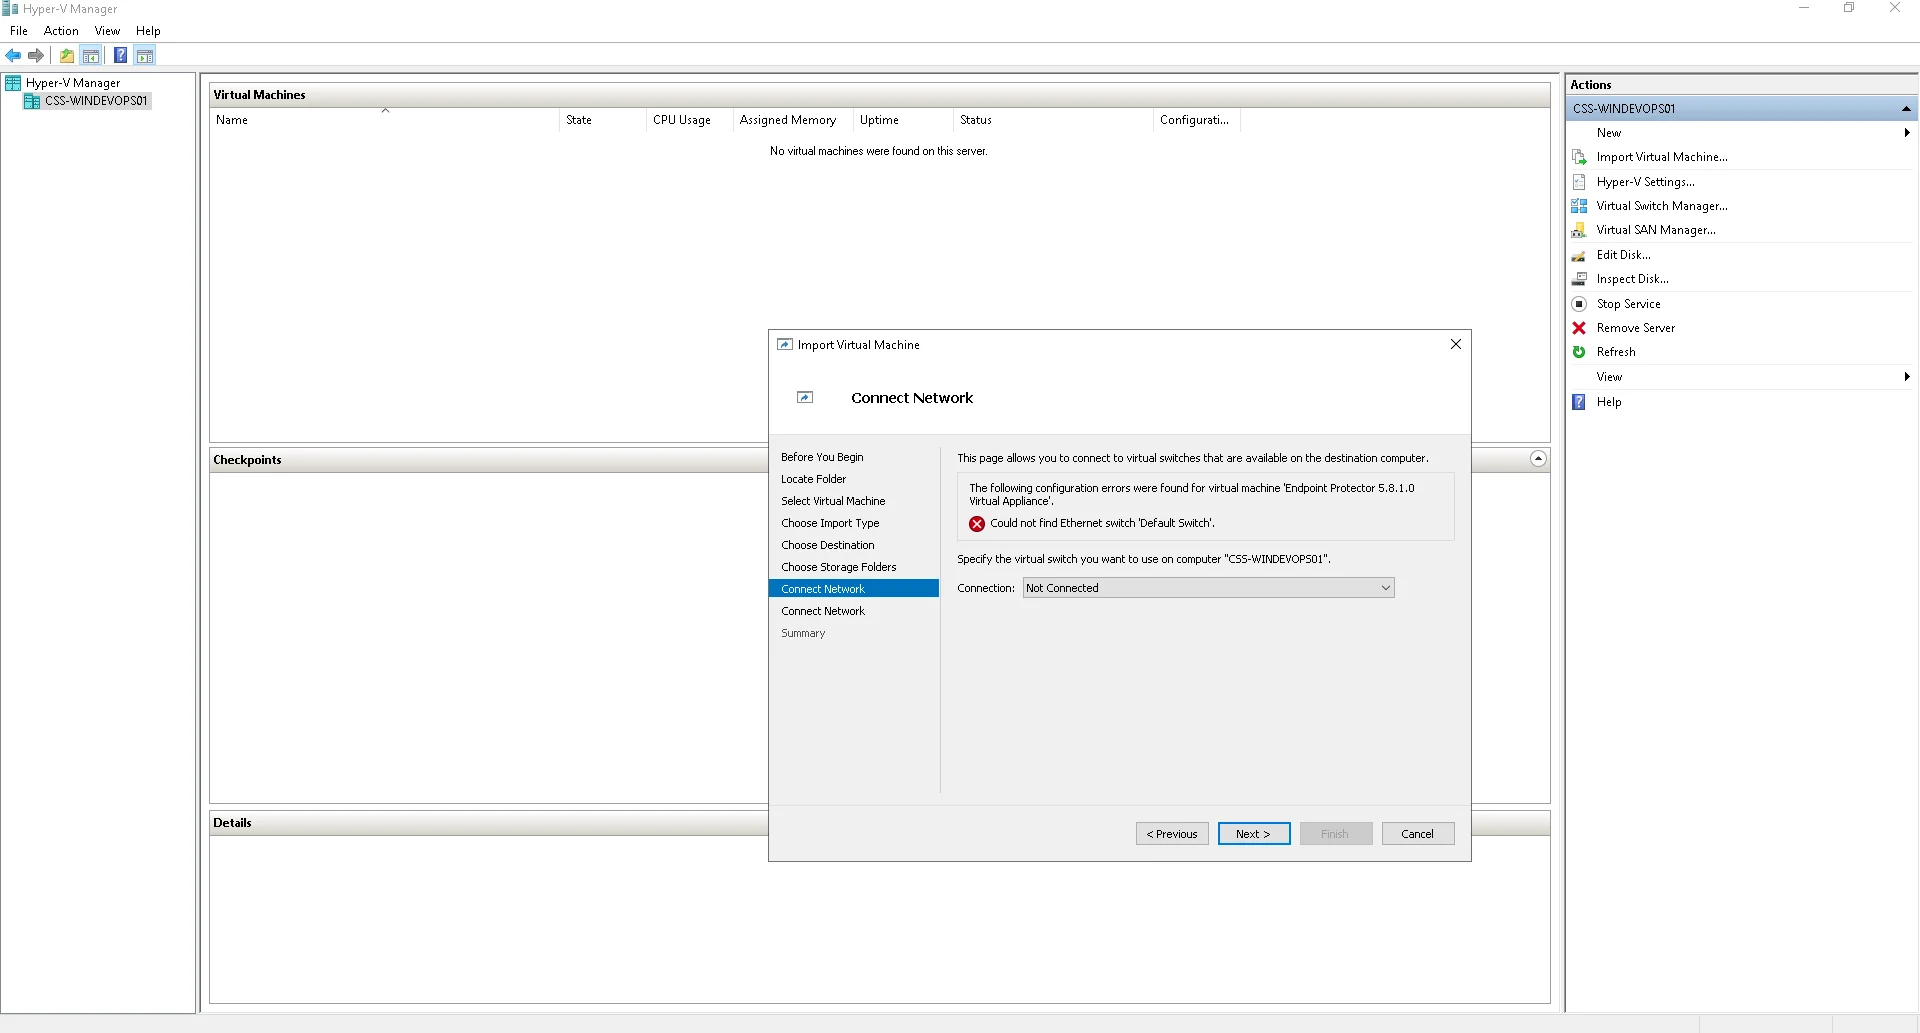 Hyper-V Manager
File Action View Help
Hyper-V Manager
CSS-WINDEVOPS01
Virtual Machines
Name State CPU Usage Assigned Memory Uptime Status Configurati...
No virtual machines were found on this server.
Checkpoints
Details
Import Virtual Machine
Connect Network
Before You Begin
Locate Folder
Select Virtual Machine
Choose Import Type
Choose Destination
Choose Storage Folders
Connect Network
Connect Network
Summary
This page allows you to connect to virtual switches that are available on the destination computer.
The following configuration errors were found for virtual machine 'Endpoint Protector 5.8.1.0
Virtual Appliance'.
Could not find Ethernet switch 'Default Switch'.
Specify the virtual switch you want to use on computer "CSS-WINDEVOPS01".
Connection: Not Connected
< Previous Next > Finish Cancel
Actions
CSS-WINDEVOPS01
New
Import Virtual Machine...
Hyper-V Settings...
Virtual Switch Manager...
Virtual SAN Manager...
Edit Disk...
Inspect Disk...
Stop Service
Remove Server
Refresh
View
Help